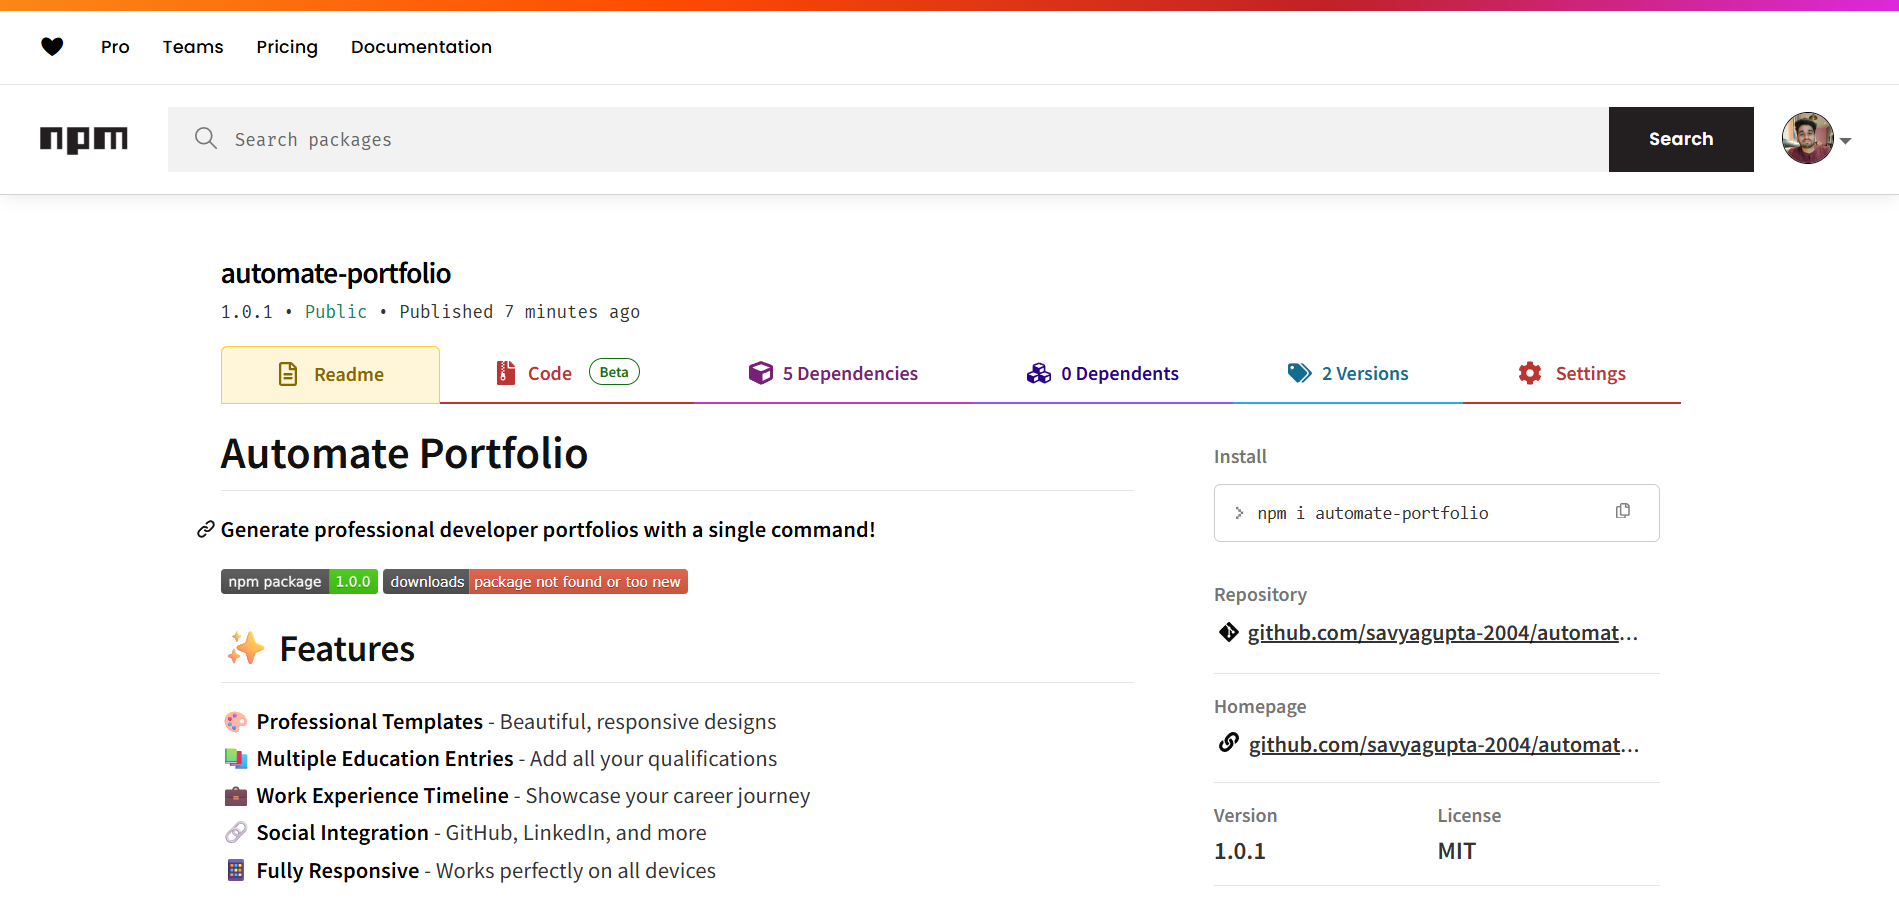 Pro Teams Pricing Documentation
npm Search packages Search
automate-portfolio
1.0.1 • Public • Published 7 minutes ago
Readme Code Beta 5 Dependencies 0 Dependents 2 Versions Settings
Automate Portfolio
Generate professional developer portfolios with a single command!
npm package 1.0.0 downloads package not found or too new
✨ Features
🎨 Professional Templates - Beautiful, responsive designs
📚 Multiple Education Entries - Add all your qualifications
💼 Work Experience Timeline - Showcase your career journey
🔗 Social Integration - GitHub, LinkedIn, and more
📱 Fully Responsive - Works perfectly on all devices
Install
> npm i automate-portfolio
Repository
github.com/savyagupta-2004/automat...
Homepage
github.com/savyagupta-2004/automat...
Version License
1.0.1 MIT